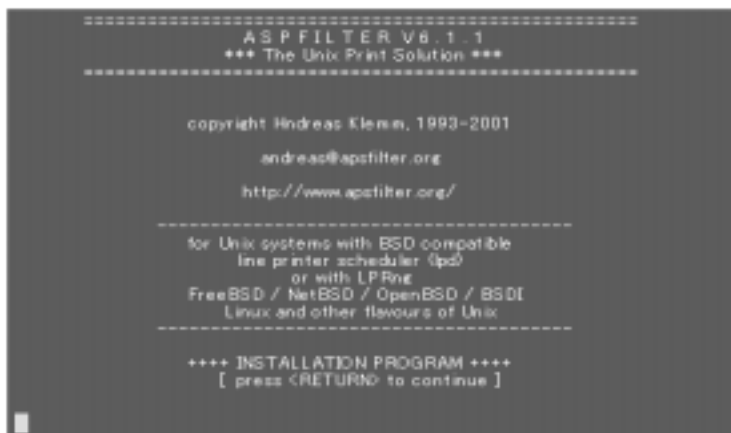 =====================================================
A S P F I L T E R V 6 . 1 . 1
*** The Unix Print Solution ***
=====================================================
copyright Hndreas Klemm, 1993-2001
andreas@apsfilter.org
http://www.apsfilter.org/
----------------------------------------
for Unix systems with BSD compatible
line printer scheduler (lpd)
or with LPRng
FreeBSD / NetBSD / OpenBSD / BSDI
Linux and other flavours of Unix
----------------------------------------
++++ INSTALLATION PROGRAM ++++
[ press <RETURN> to continue ]